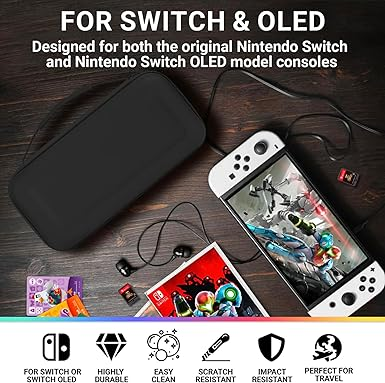 FOR SWITCH & OLED
Designed for both the original Nintendo Switch
and Nintendo Switch OLED model consoles
FOR SWITCH OR
SWITCH OLED
HIGHLY
DURABLE
EASY
CLEAN
SCRATCH
RESISTANT
IMPACT
RESISTANT
PERFECT FOR
TRAVEL